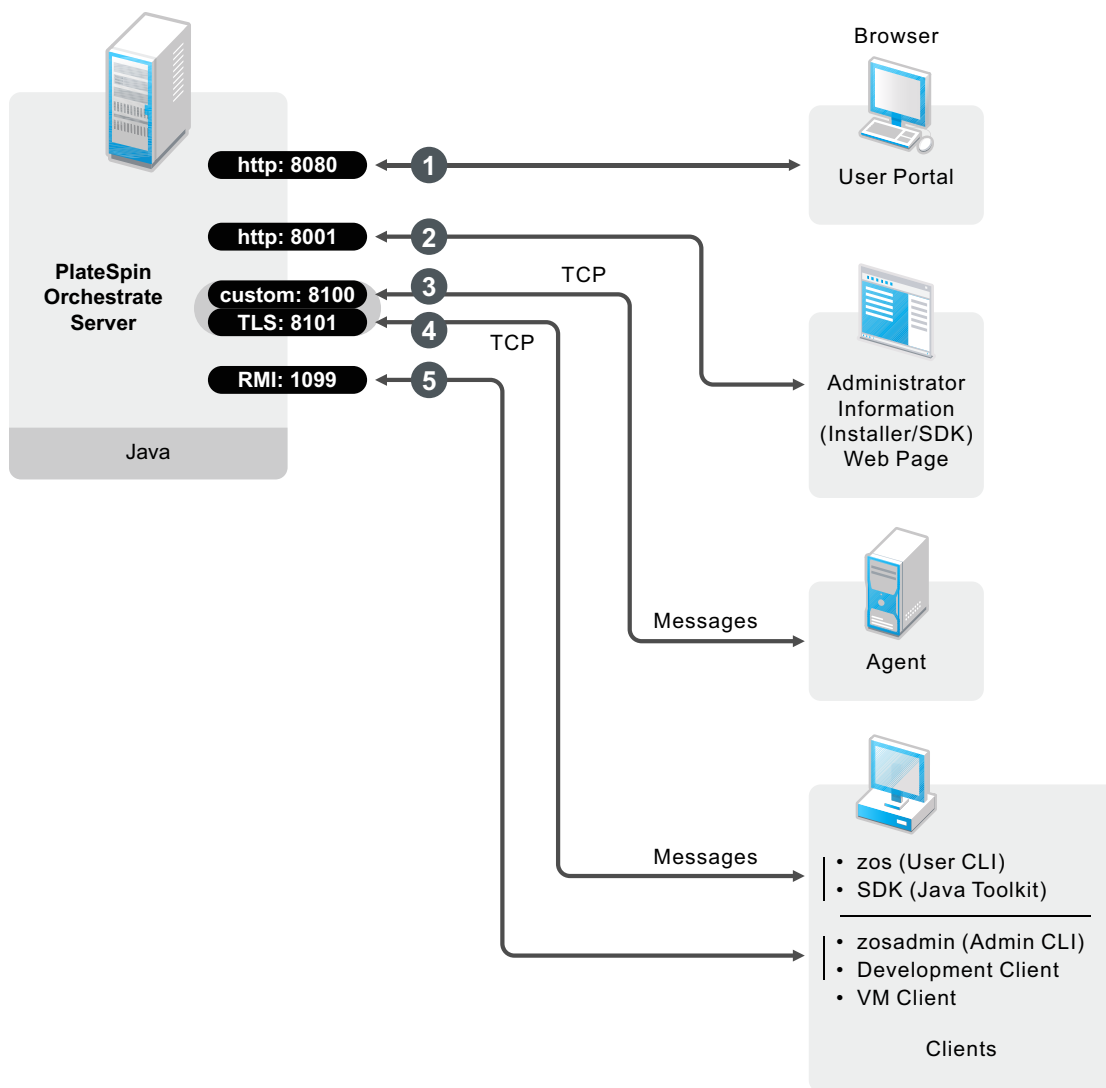 Browser
http: 8080
1
User Portal
http: 8001
2
PlateSpin
Orchestrate
Server
custom: 8100
3
TCP
TLS: 8101
4
TCP
RMI: 1099
5
Java
Administrator
Information
(Installer/SDK)
Web Page
Messages
Agent
Messages
• zos (User CLI)
• SDK (Java Toolkit)
• zosadmin (Admin CLI)
• Development Client
• VM Client
Clients